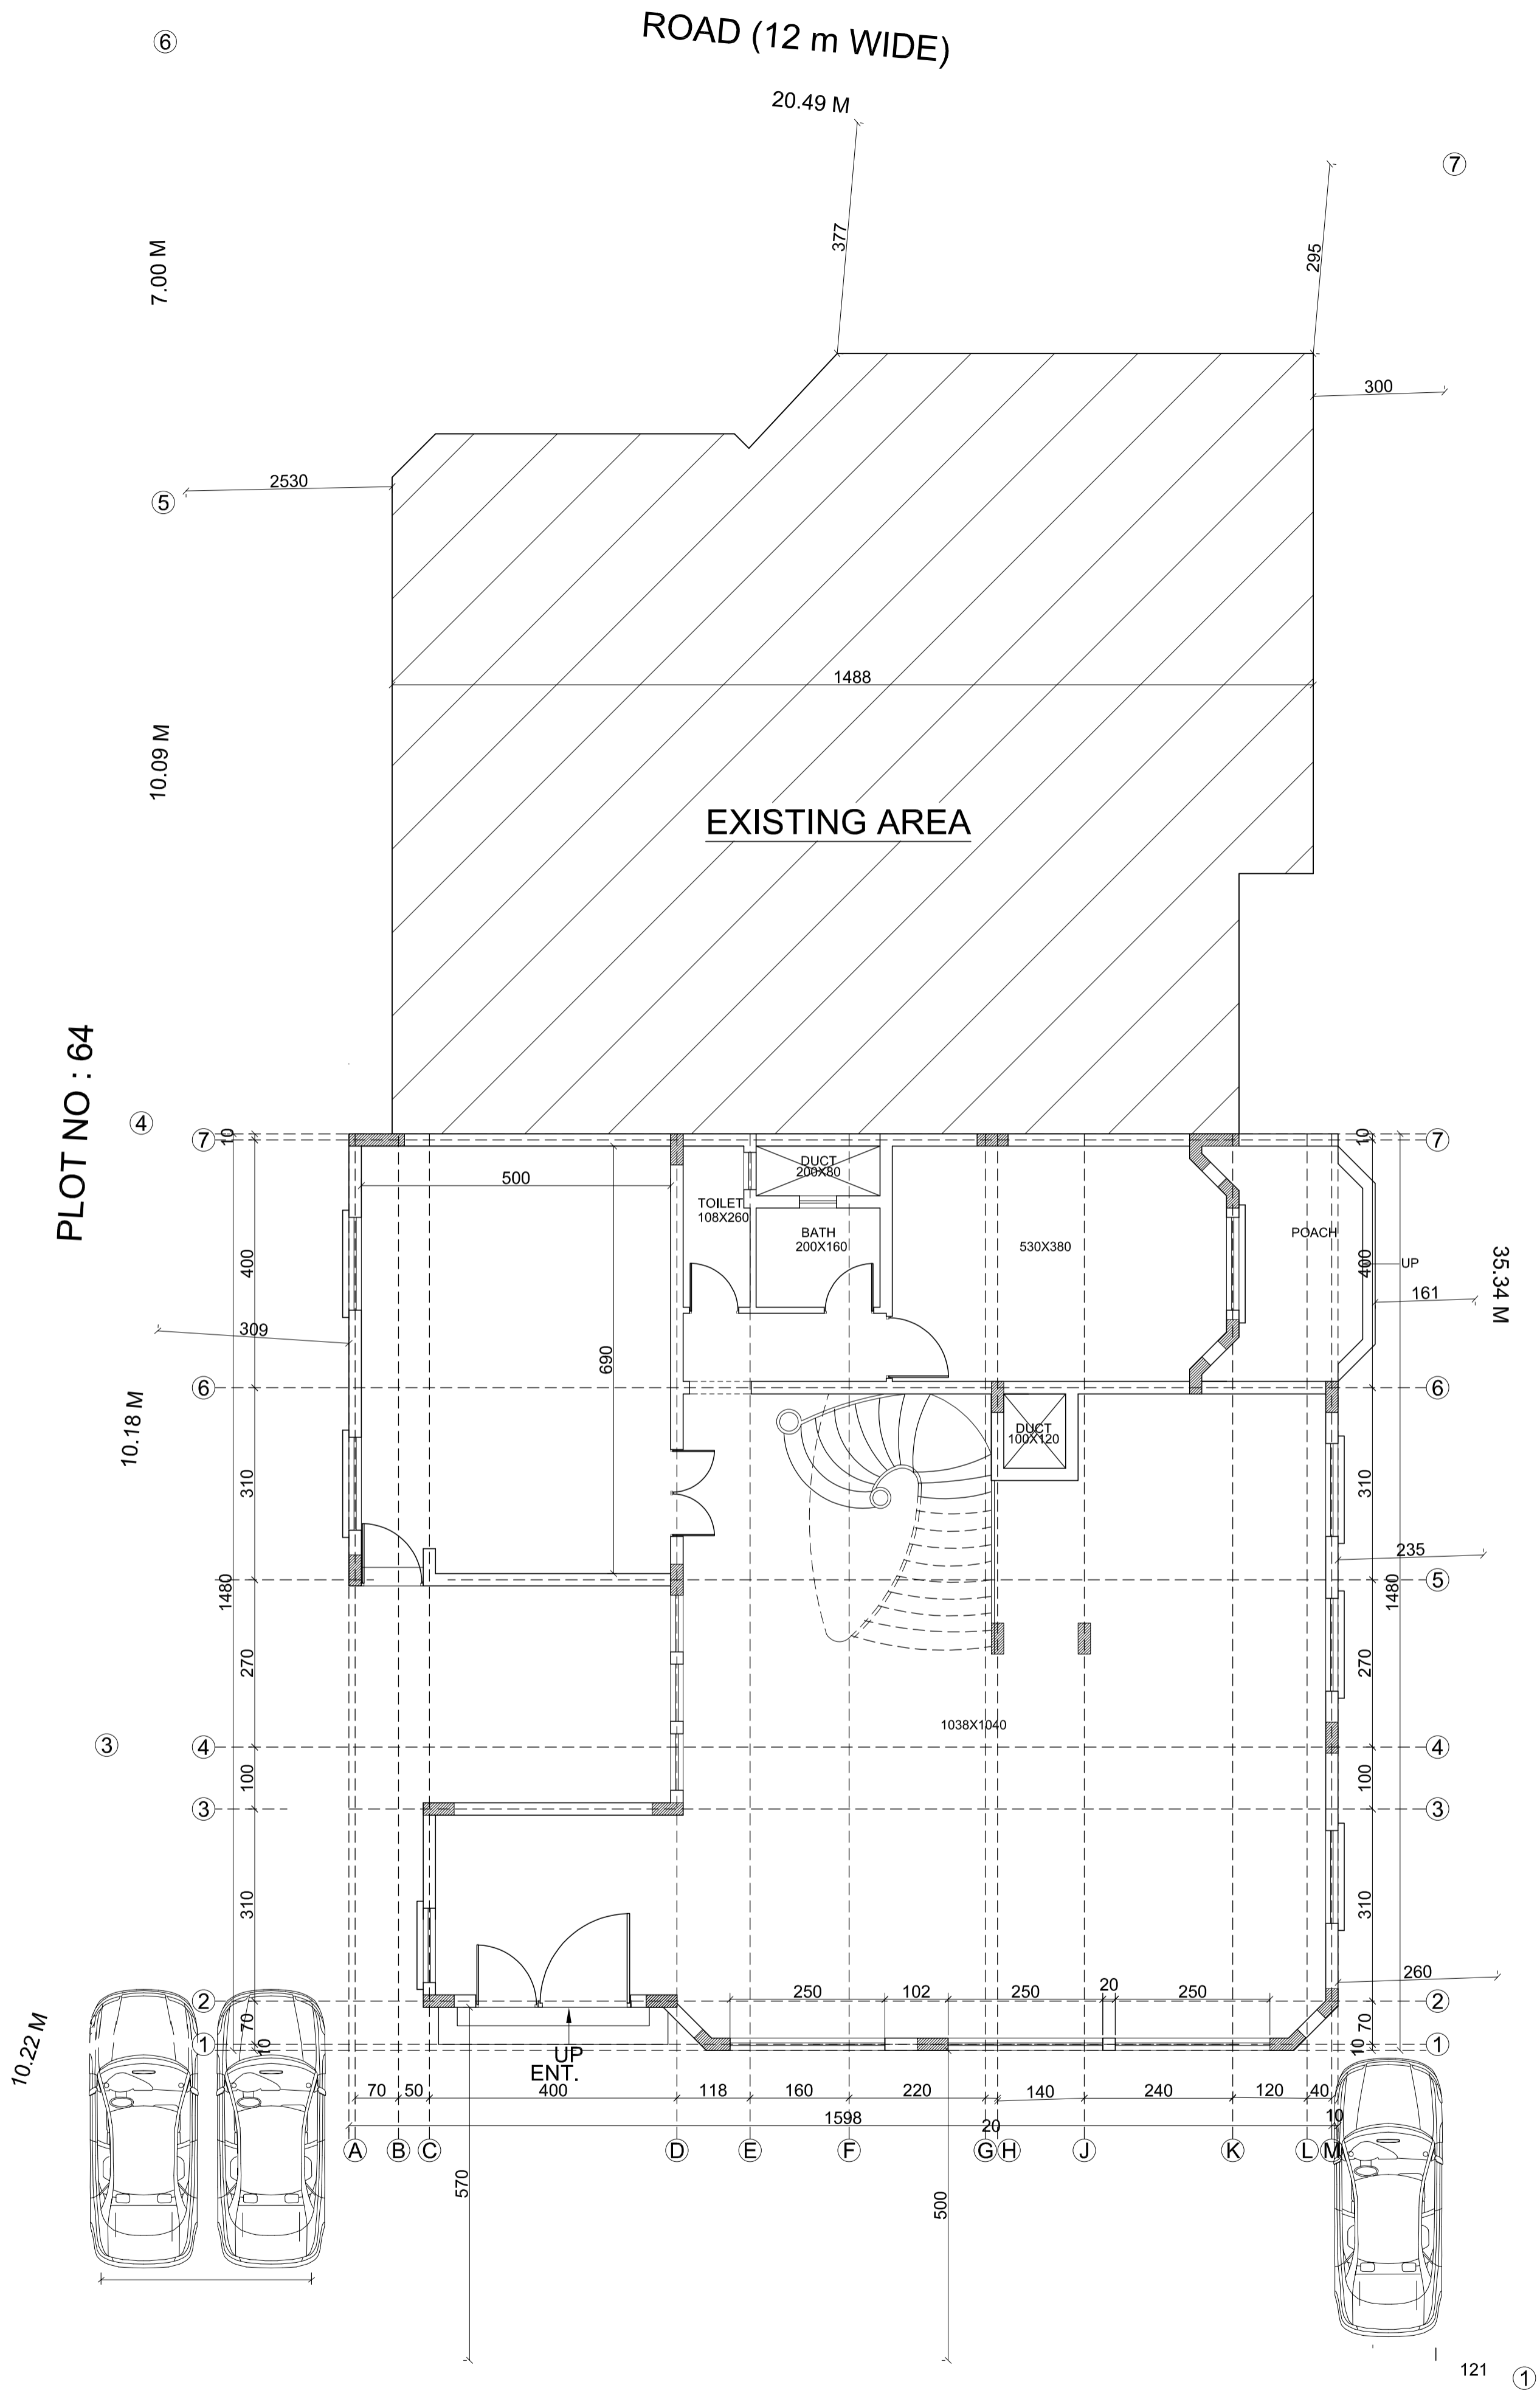 ROAD (12 m WIDE)
6
20.49 M
7
377
295
7.00 M
300
2530
5
1488
10.09 M
EXISTING AREA
PLOT NO : 64
4
7
10
10
7
DUCT
200X80
500
TOILET
108X260
BATH
200X160
530X380
POACH
400
400
UP
35.34 M
161
309
690
6
6
10.18 M
DUCT
100X120
310
310
235
5
1480
1480
270
270
1038X1040
3
4
4
100
100
3
3
310
310
260
250
102
250
20
250
2
2
10.22 M
70
70
1
10
10
1
UP
ENT.
70
50
400
118
160
220
140
240
120
40
1598
20
10
A
B
C
D
E
F
G
H
J
K
L
M
570
500
121
1